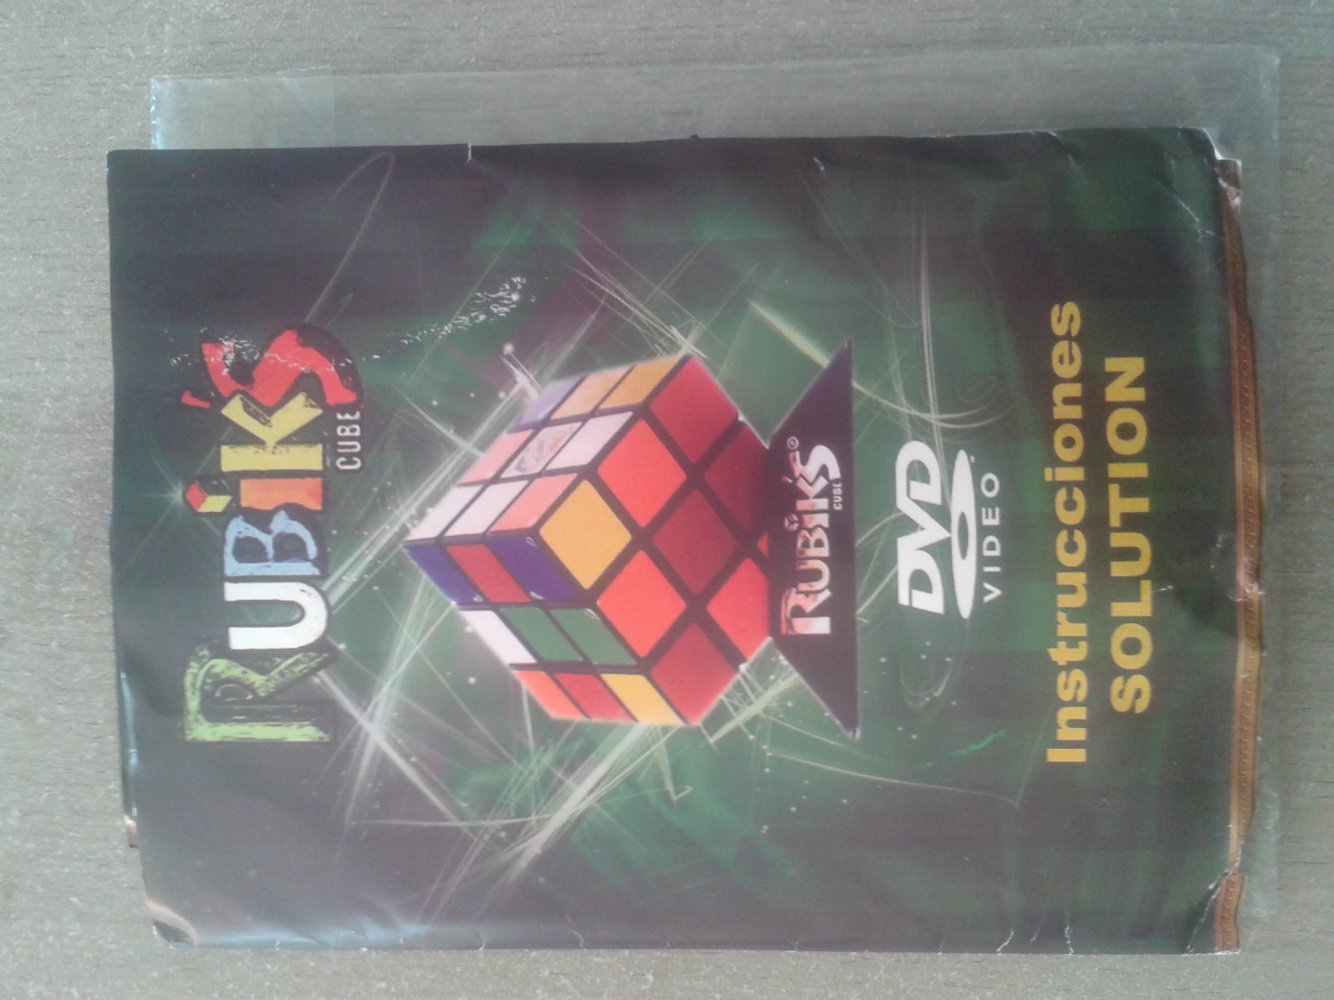 RUBIK'S
CUBE
RUBIK'S®
CUBE
DVD
VIDEO
Instrucciones
SOLUTION